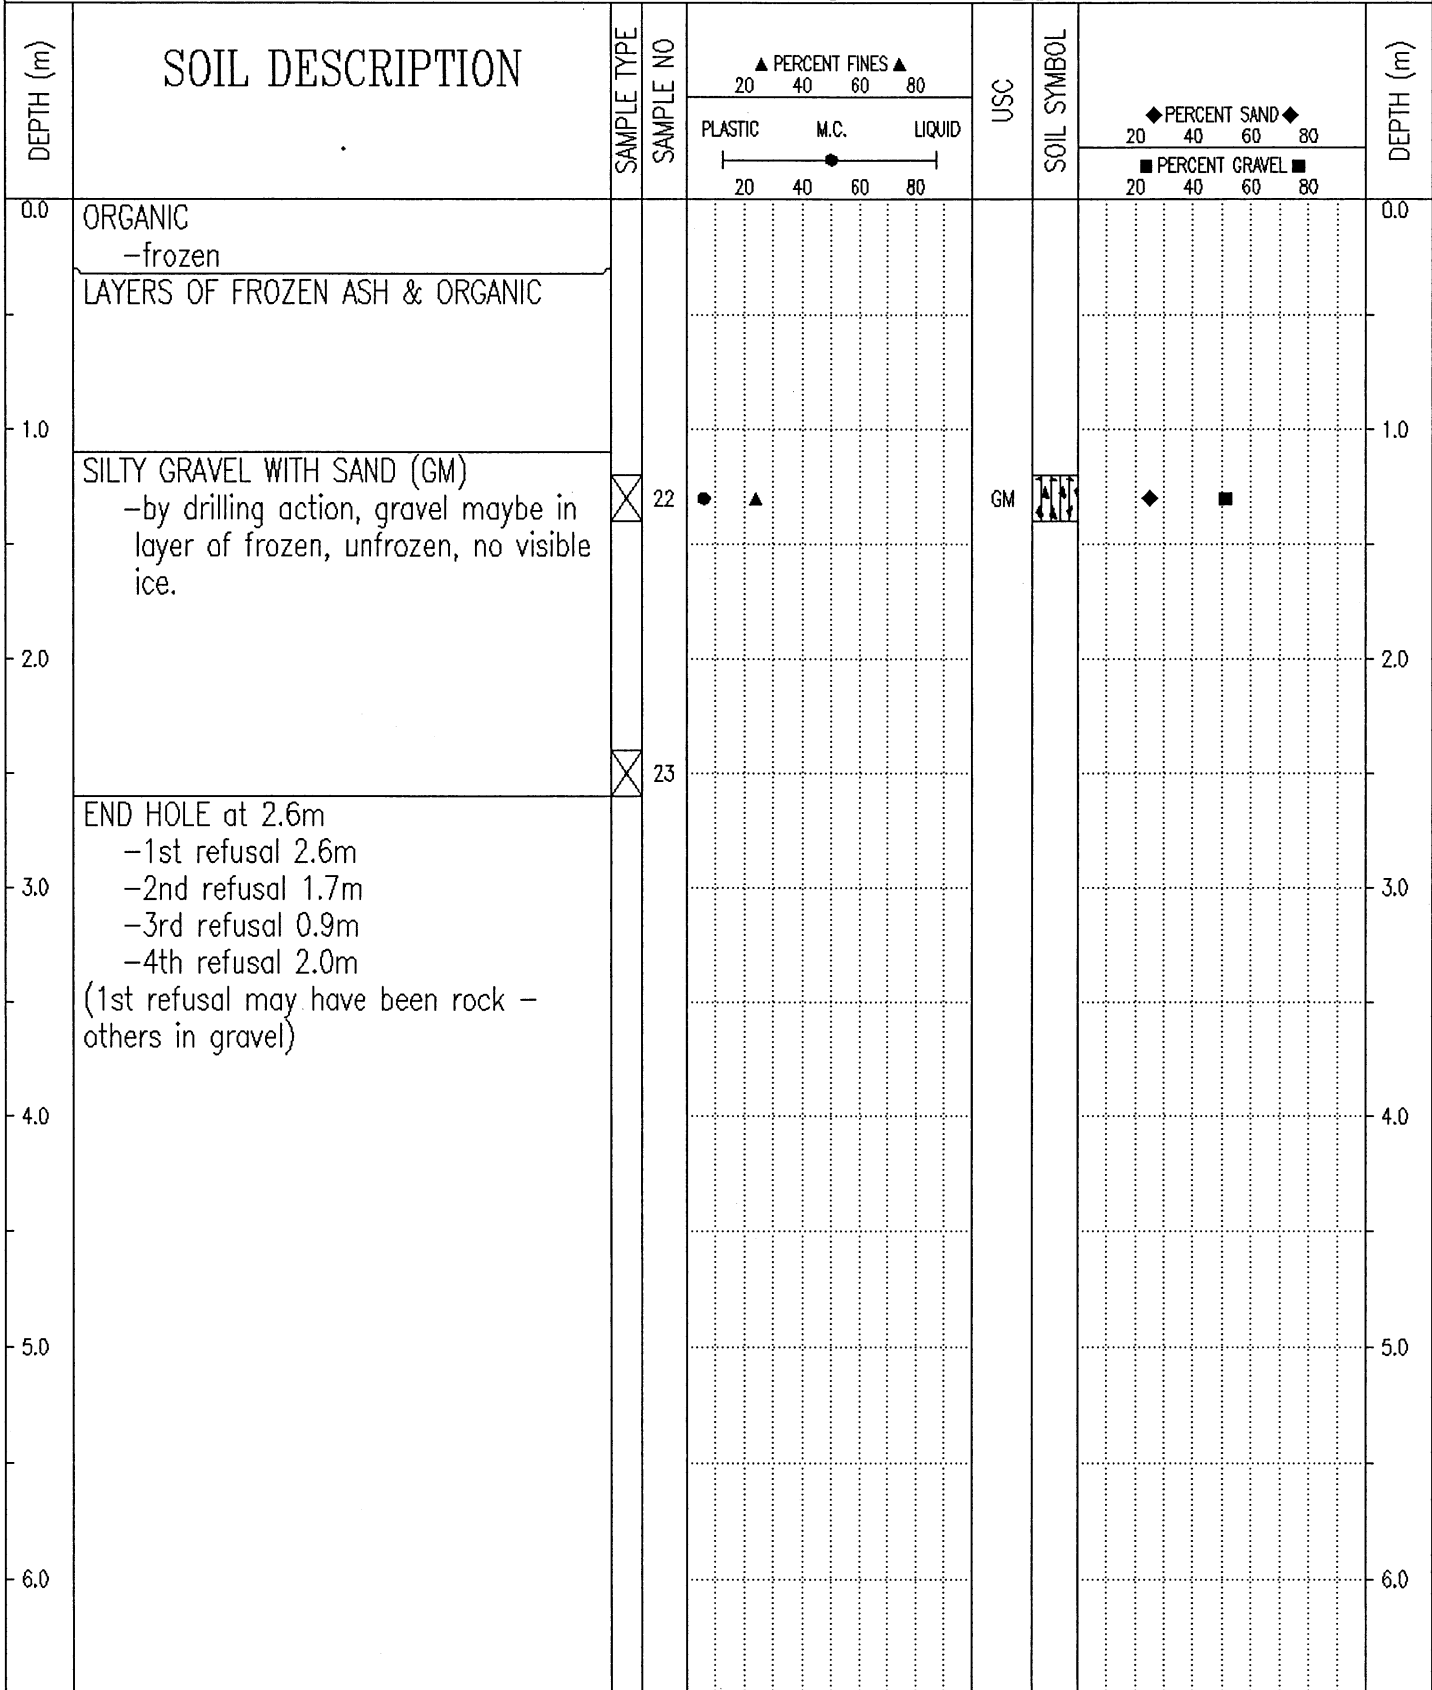 DEPTH (m)
SOIL DESCRIPTION
SAMPLE TYPE
SAMPLE NO
▲ PERCENT FINES ▲
20 40 60 80
PLASTIC M.C. LIQUID
20 40 60 80
USC
SOIL SYMBOL
◆ PERCENT SAND ◆
20 40 60 80
■ PERCENT GRAVEL ■
20 40 60 80
DEPTH (m)
0.0
ORGANIC
-frozen
LAYERS OF FROZEN ASH & ORGANIC
1.0
SILTY GRAVEL WITH SAND (GM)
-by drilling action, gravel maybe in
layer of frozen, unfrozen, no visible
ice.
22
GM
2.0
23
END HOLE at 2.6m
-1st refusal 2.6m
-2nd refusal 1.7m
-3rd refusal 0.9m
-4th refusal 2.0m
(1st refusal may have been rock -
others in gravel)
3.0
4.0
5.0
6.0
0.0
1.0
2.0
3.0
4.0
5.0
6.0